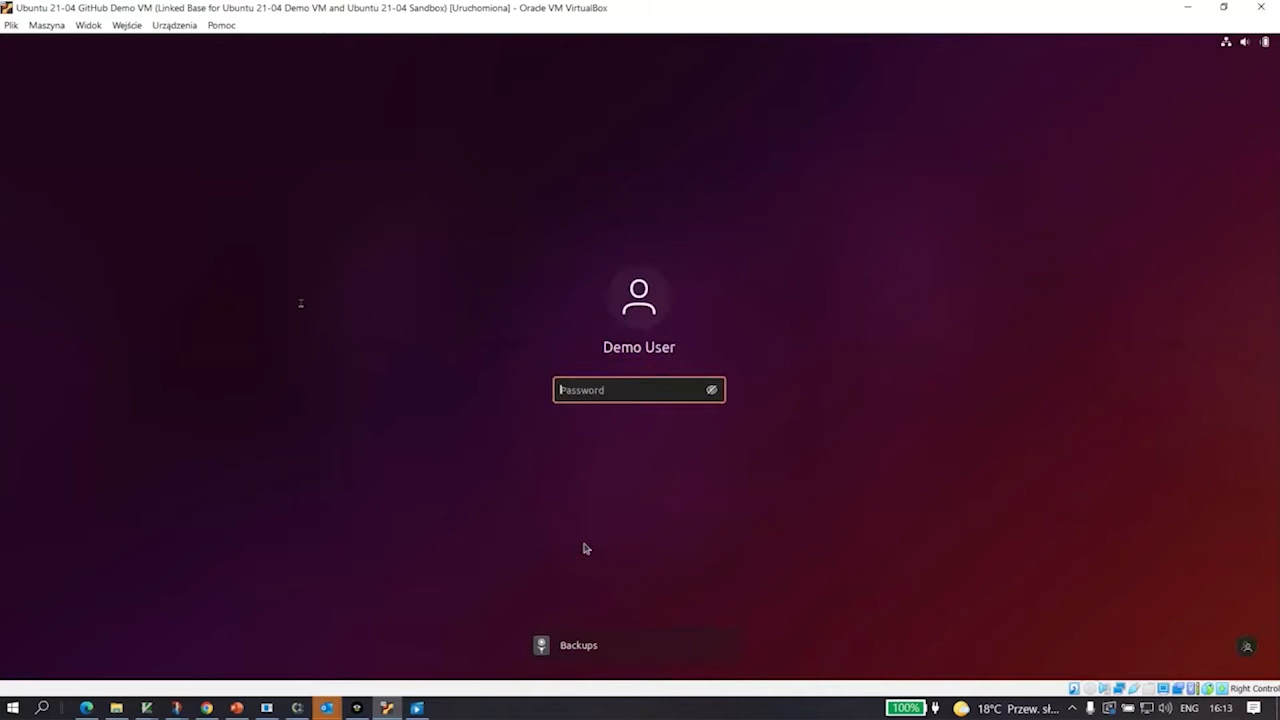 Ubuntu 21-04 GitHub Demo VM (Linked Base for Ubuntu 21-04 Demo VM and Ubuntu 21-04 Sandbox) [Uruchomiona] - Oracle VM VirtualBox
Plik Maszyna Widok Wejście Urządzenia Pomoc
Demo User
Password
Backups
Right Control
100% 18°C Przew. sł... ENG 16:13